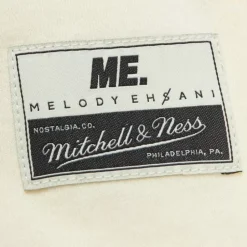 ME.
MELODY EHSANI
NOSTALGIA, CO.
Mitchell & Ness
PHILADELPHIA, PA.